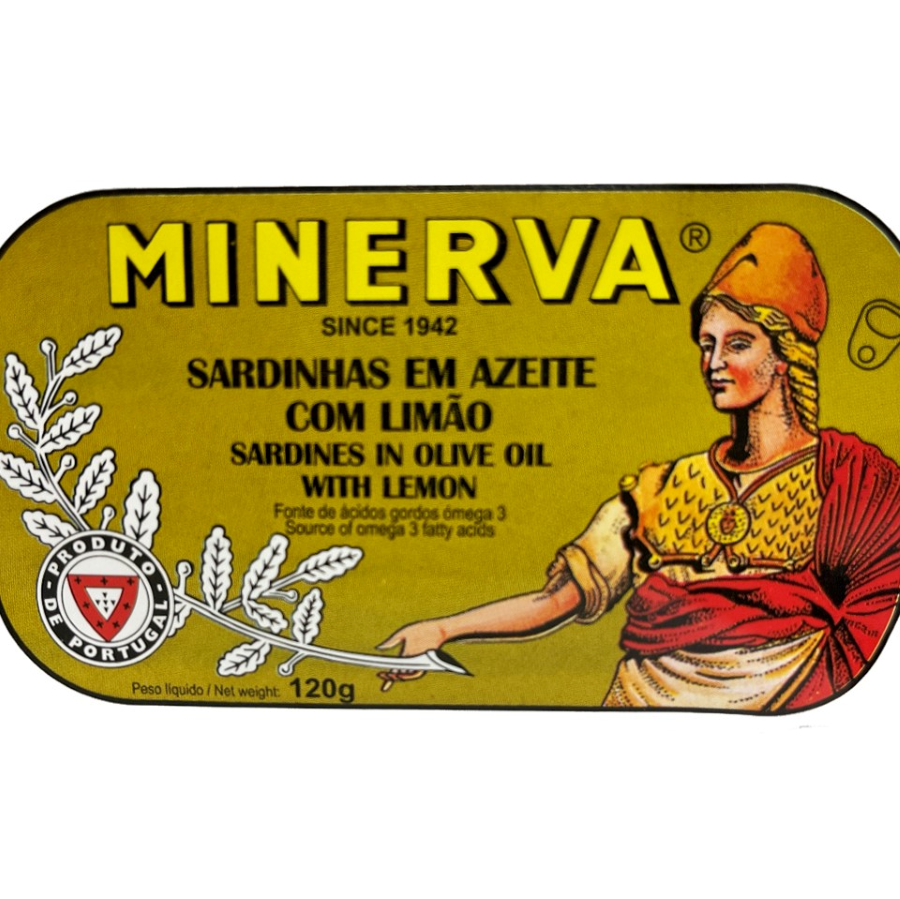 MINERVA®
SINCE 1942
SARDINHAS EM AZEITE
COM LIMÃO
SARDINES IN OLIVE OIL
WITH LEMON
Fonte de ácidos gordos ómega 3
Source of omega 3 fatty acids
PRODUTO DE PORTUGAL
Peso líquido / Net weight: 120g